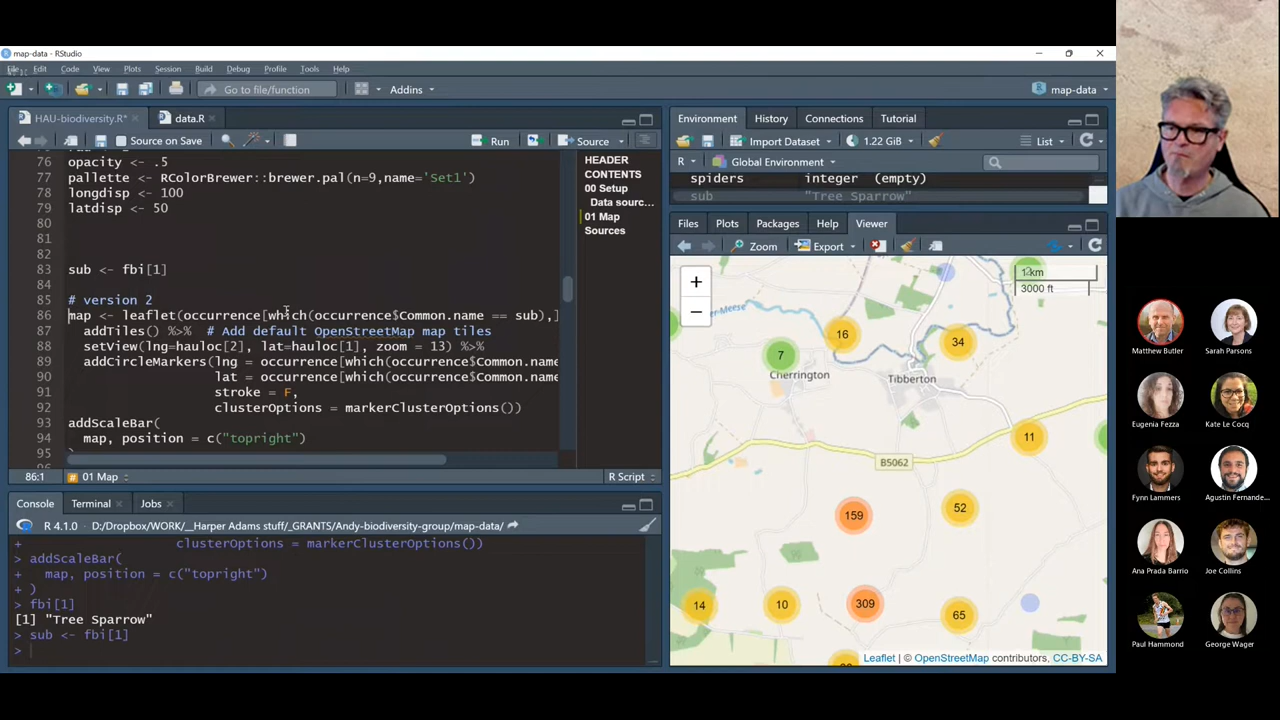 map-data - RStudio
File Edit Code View Plots Session Build Debug Profile Tools Help
Go to file/function Addins map-data
HAU-biodiversity.R* data.R
Source on Save Run Source
76 opacity <- .5
77 pallette <- RColorBrewer::brewer.pal(n=9,name='Set1')
78 longdisp <- 100
79 latdisp <- 50
80
81
82
83 sub <- fbi[1]
84
85 # version 2
86 map <- leaflet(occurrence[which(occurrence$Common.name == sub),]
87 addTiles() %>% # Add default OpenStreetMap map tiles
88 setView(lng=hauloc[2], lat=hauloc[1], zoom = 13) %>%
89 addCircleMarkers(lng = occurrence[which(occurrence$Common.name
90 lat = occurrence[which(occurrence$Common.name
91 stroke = F,
92 clusterOptions = markerClusterOptions())
93 addScaleBar(
94 map, position = c("topright")
95
HEADER
CONTENTS
00 Setup
Data sourc...
01 Map
Sources
86:1 01 Map R Script
Console Terminal Jobs
R 4.1.0 D:/Dropbox/WORK/__Harper Adams stuff/_GRANTS/Andy-biodiversity-group/map-data/
+ clusterOptions = markerClusterOptions())
> addScaleBar(
+ map, position = c("topright")
+ )
> fbi[1]
[1] "Tree Sparrow"
> sub <- fbi[1]
>
Environment History Connections Tutorial
Import Dataset 1.22 GiB List
R Global Environment
spiders integer (empty)
sub "Tree Sparrow"
Files Plots Packages Help Viewer
Zoom Export
+
−
1 km
3000 ft
-Meese
16
34
7
Cherrington
Tibberton
11
B5062
159
52
14
10
309
65
Leaflet | © OpenStreetMap contributors, CC-BY-SA
Matthew Butler
Sarah Parsons
Eugenia Fezza
Kate Le Cocq
Fynn Lammers
Agustin Fernande...
Ana Prada Barrio
Joe Collins
Paul Hammond
George Wager